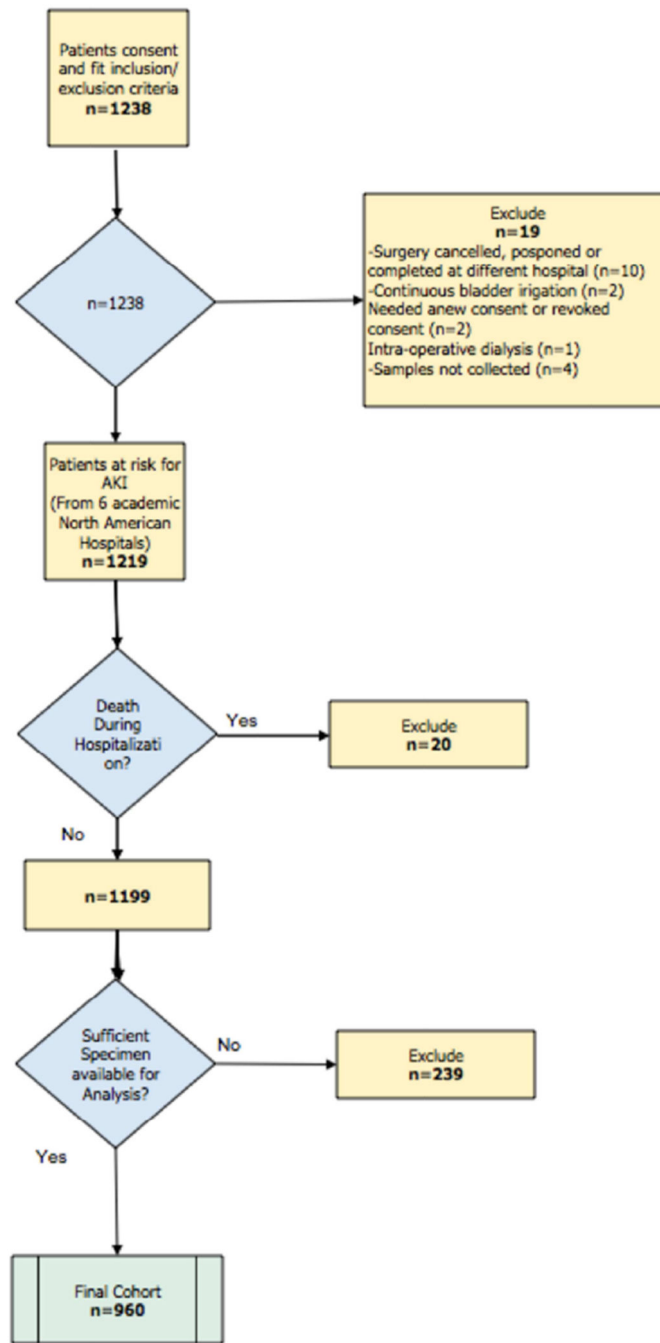 Patients consent
and fit inclusion/
exclusion criteria
n=1238
n=1238
Exclude
n=19
-Surgery cancelled, posponed or
completed at different hospital (n=10)
-Continuous bladder irigation (n=2)
Needed anew consent or revoked
consent (n=2)
Intra-operative dialysis (n=1)
-Samples not collected (n=4)
Patients at risk for
AKI
(From 6 academic
North American
Hospitals)
n=1219
Death
During
Hospitalizati
on?
Yes
Exclude
n=20
No
n=1199
Sufficient
Specimen
available for
Analysis?
No
Exclude
n=239
Yes
Final Cohort
n=960